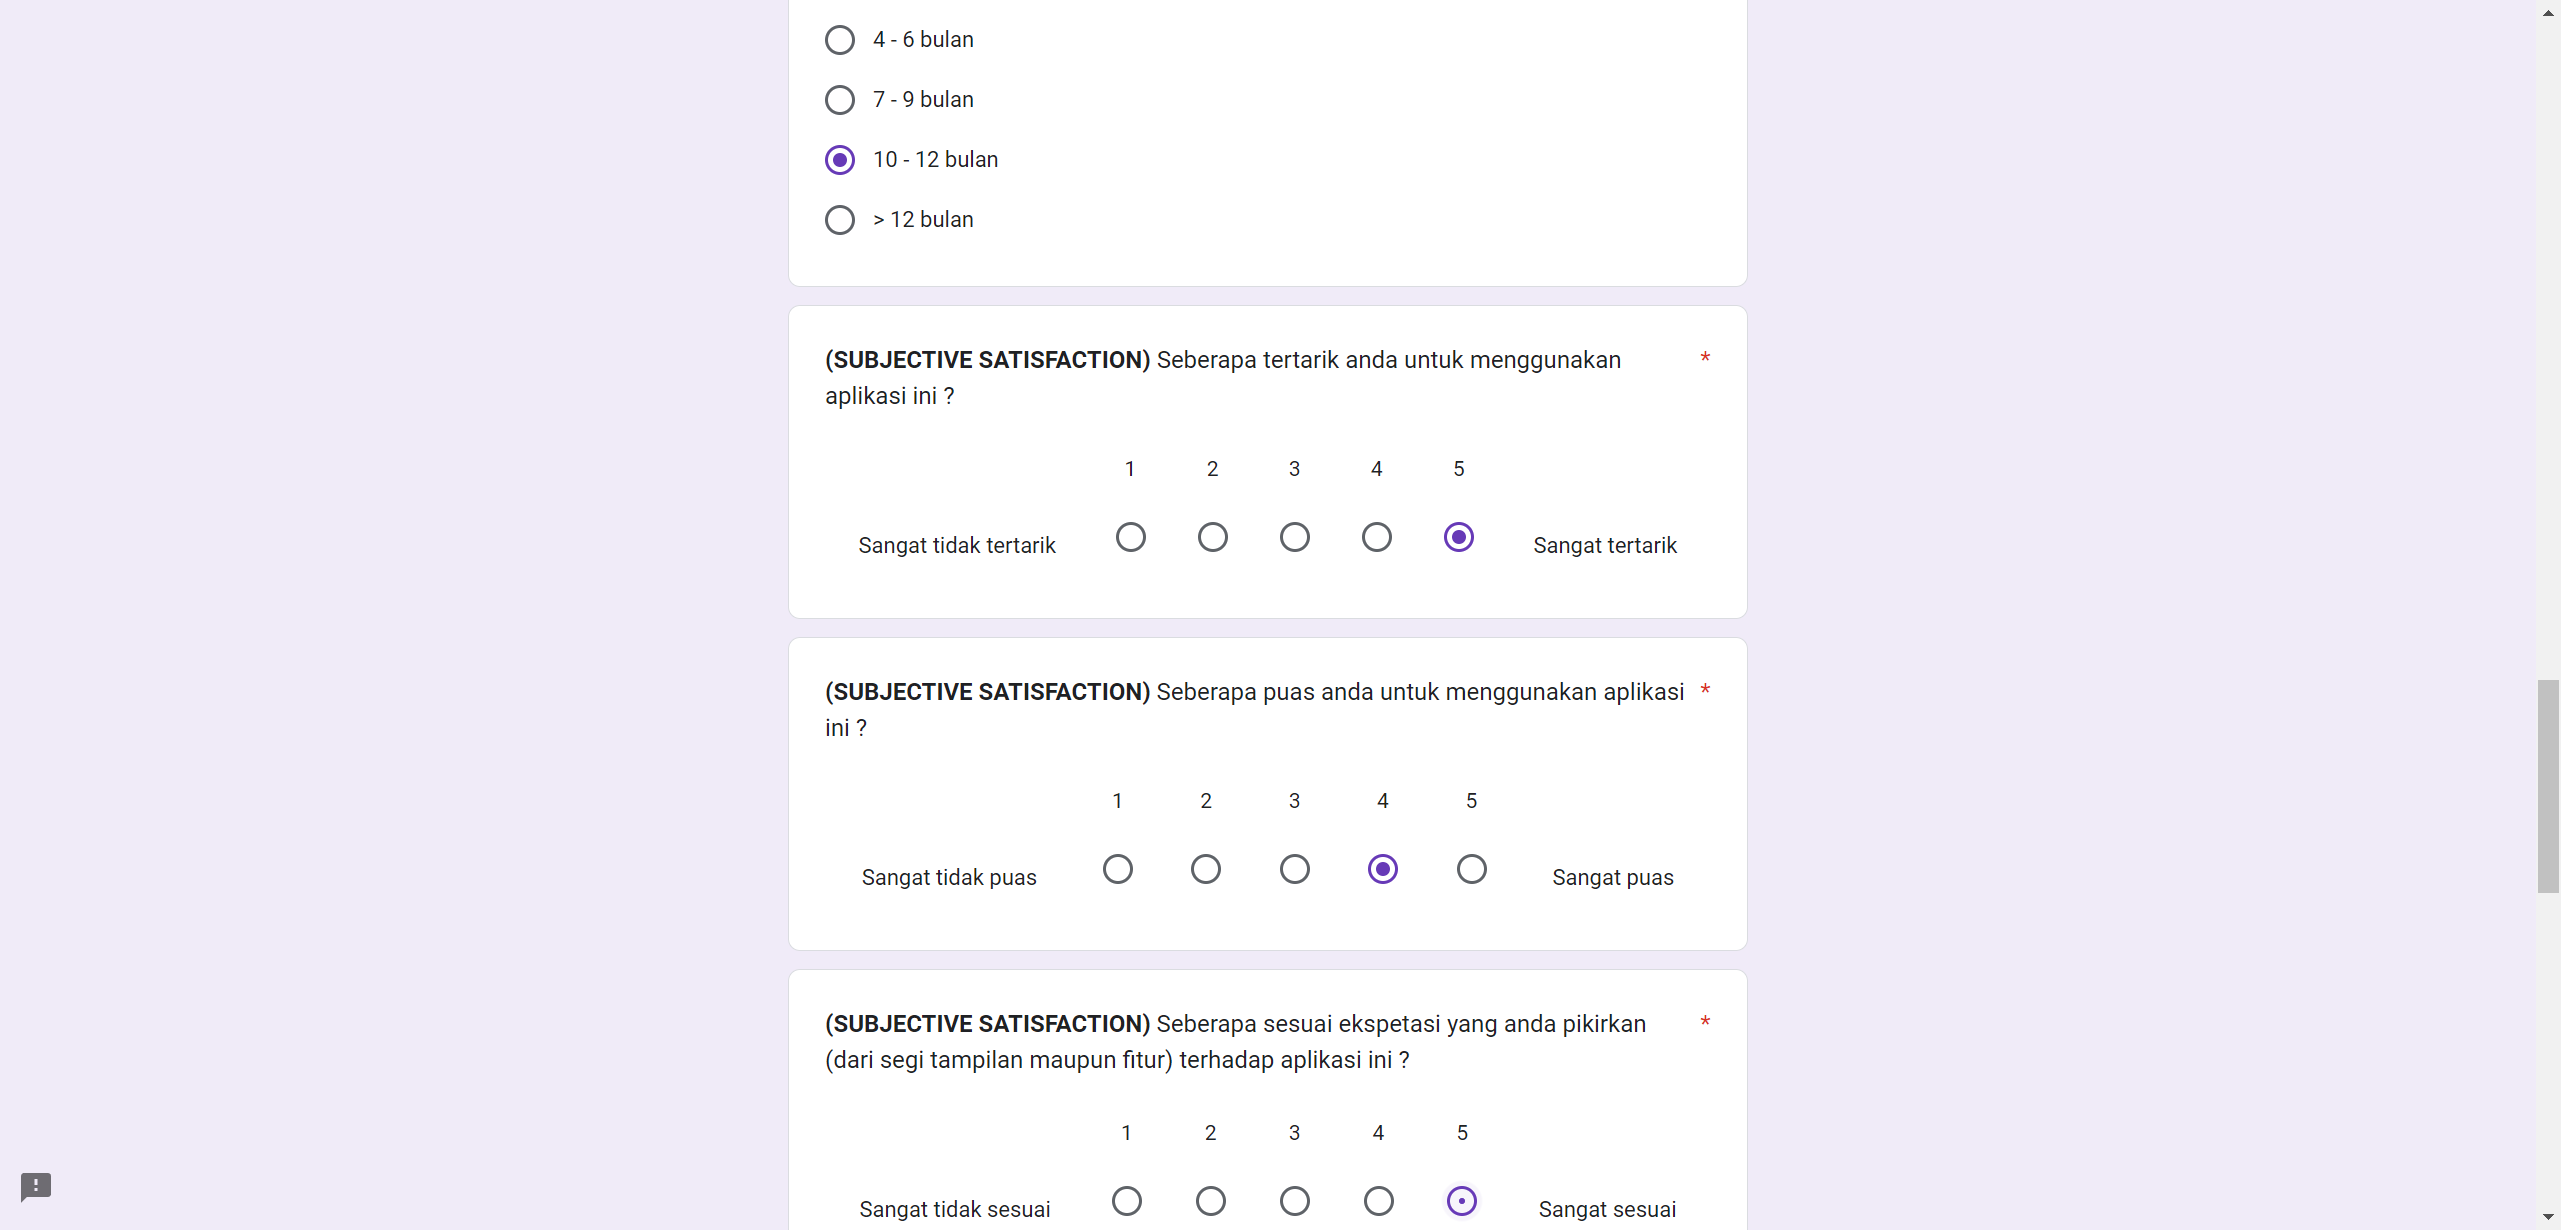 4 - 6 bulan
7 - 9 bulan
10 - 12 bulan
> 12 bulan
(SUBJECTIVE SATISFACTION) Seberapa tertarik anda untuk menggunakan *
aplikasi ini ?
1 2 3 4 5
Sangat tidak tertarik Sangat tertarik
(SUBJECTIVE SATISFACTION) Seberapa puas anda untuk menggunakan aplikasi *
ini ?
1 2 3 4 5
Sangat tidak puas Sangat puas
(SUBJECTIVE SATISFACTION) Seberapa sesuai ekspetasi yang anda pikirkan *
(dari segi tampilan maupun fitur) terhadap aplikasi ini ?
1 2 3 4 5
Sangat tidak sesuai Sangat sesuai